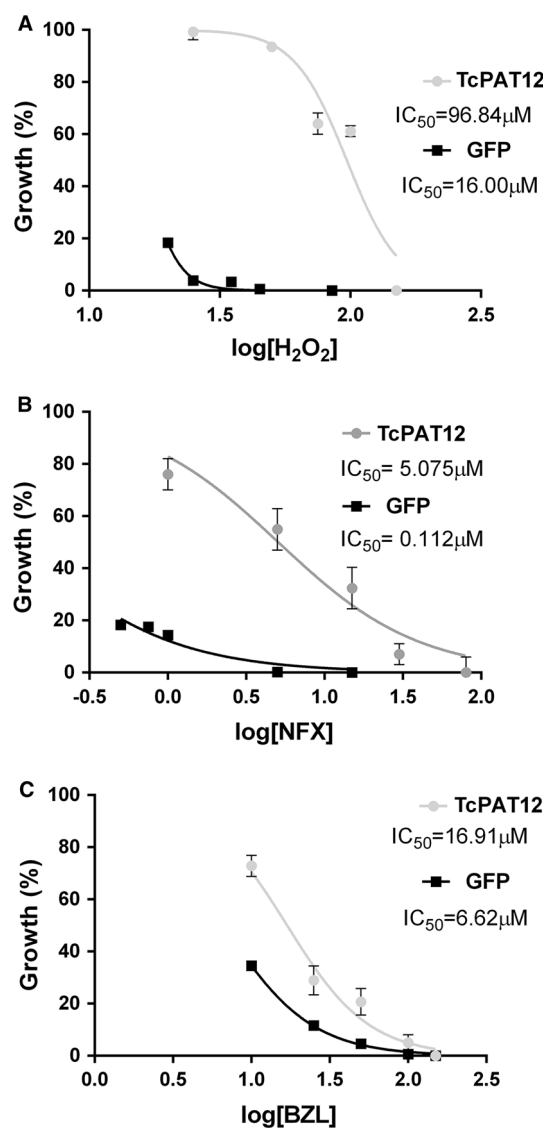 A
Growth (%)
100
80
60
40
20
0
1.0 1.5 2.0 2.5
log[H₂O₂]
TcPAT12
IC₅₀=96.84µM
GFP
IC₅₀=16.00µM
B
Growth (%)
100
80
60
40
20
0
-0.5 0.0 0.5 1.0 1.5 2.0
log[NFX]
TcPAT12
IC₅₀= 5.075µM
GFP
IC₅₀= 0.112µM
C
Growth (%)
100
80
60
40
20
0
0.0 0.5 1.0 1.5 2.0 2.5
log[BZL]
TcPAT12
IC₅₀=16.91µM
GFP
IC₅₀=6.62µM